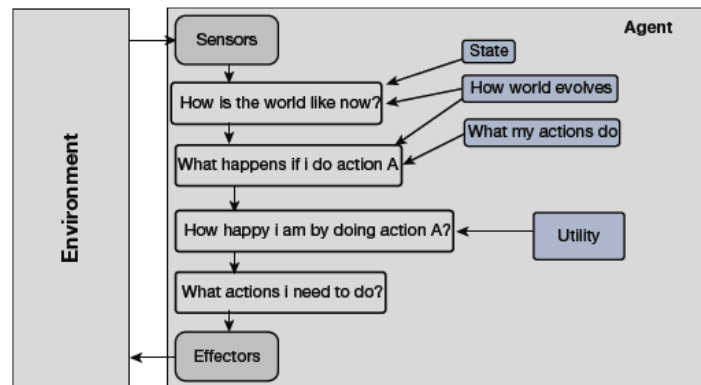 Agent
Sensors
State
How is the world like now?
How world evolves
What my actions do
What happens if i do action A
How happy i am by doing action A?
Utility
What actions i need to do?
Effectors
Environment